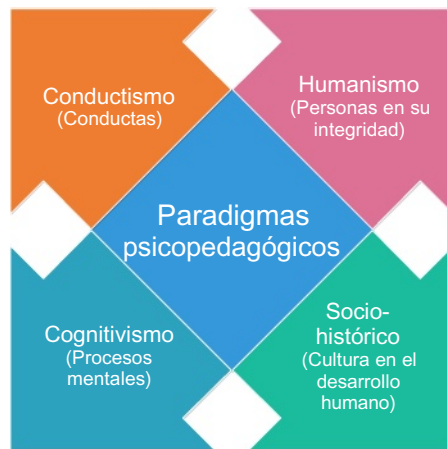 Conductismo
(Conductas)
Humanismo
(Personas en su
integridad)
Paradigmas
psicopedagógicos
Cognitivismo
(Procesos
mentales)
Socio-
histórico
(Cultura en el
desarrollo
humano)